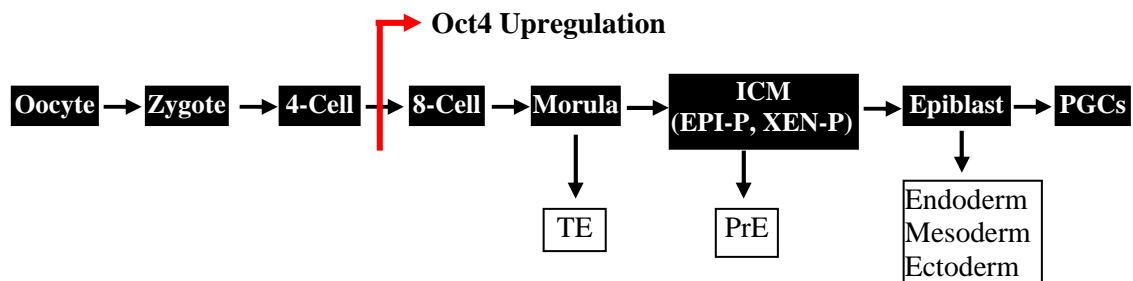 Oct4 Upregulation
Oocyte Zygote 4-Cell 8-Cell Morula ICM (EPI-P, XEN-P) Epiblast PGCs
TE
PrE
Endoderm
Mesoderm
Ectoderm